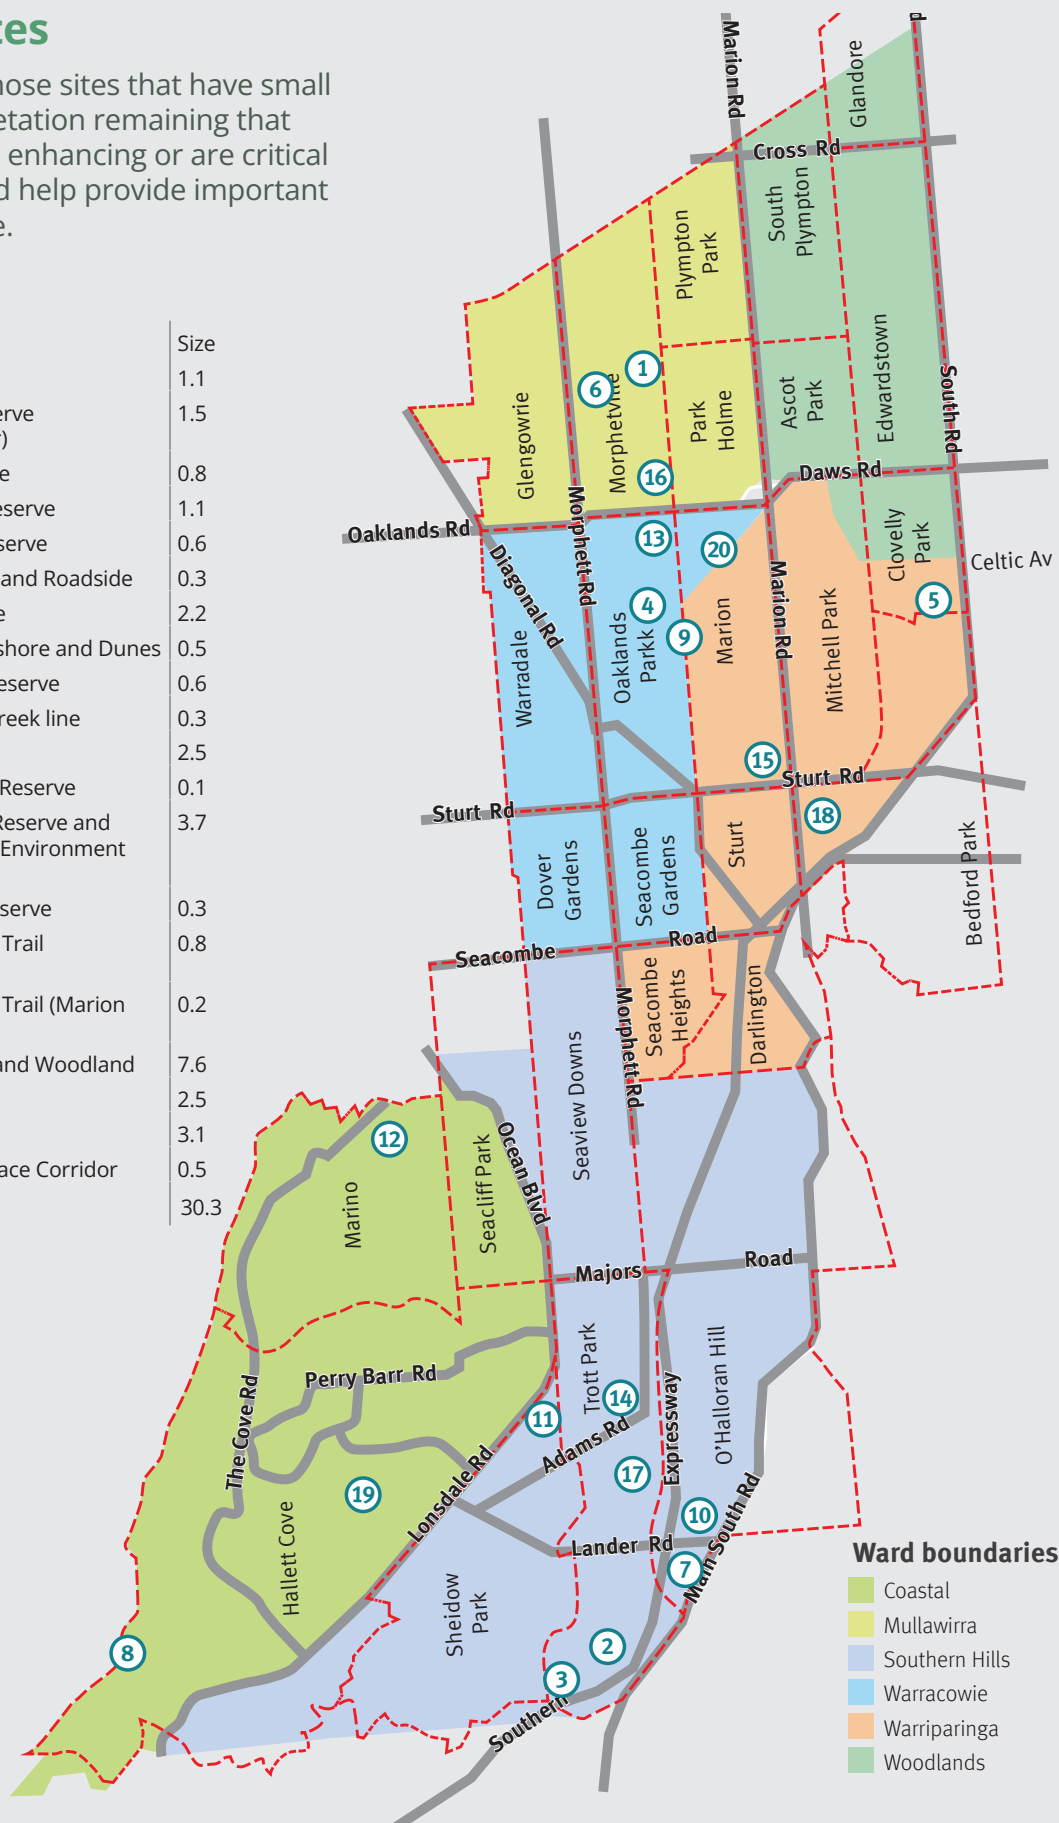 tes
hose sites that have small
etation remaining that
enhancing or are critical
d help provide important
e.
Size
1.1
erve 1.5
r)
e 0.8
eserve 1.1
serve 0.6
and Roadside 0.3
e 2.2
shore and Dunes 0.5
eserve 0.6
reek line 0.3
2.5
Reserve 0.1
Reserve and 3.7
Environment
serve 0.3
Trail 0.8
Trail (Marion 0.2
and Woodland 7.6
2.5
3.1
ace Corridor 0.5
30.3
Marion Rd
d
Glandore
Cross Rd
South
Plympton
Plympton
Park
1
6
Morphetville
Glengowrie
Park
Holme
Ascot
Park
Edwardstown
South Rd
16
Daws Rd
Oaklands Rd
Morphett Rd
13
20
Clovelly
Park
Celtic Av
Diagonal Rd
4
9
5
Marion
Marion Rd
Mitchell Park
Warradale
Oaklands
Parkk
15
Sturt Rd
Sturt Rd
18
Dover
Gardens
Seacombe
Gardens
Sturt
Bedford Park
Seacombe
Road
Seacombe
Heights
Darlington
Morphett Rd
Seaview Downs
12
Ocean Blvd
Seacliff Park
Marino
Majors
Road
Trott Park
O'Halloran Hill
Perry Barr Rd
The Cove Rd
14
11
Adams Rd
Expressway
17
19
Lonsdale Rd
10
Main South Rd
Hallett Cove
Lander Rd
7
Sheidow
Park
2
8
3
Southern
Ward boundaries
Coastal
Mullawirra
Southern Hills
Warracowie
Warriparinga
Woodlands